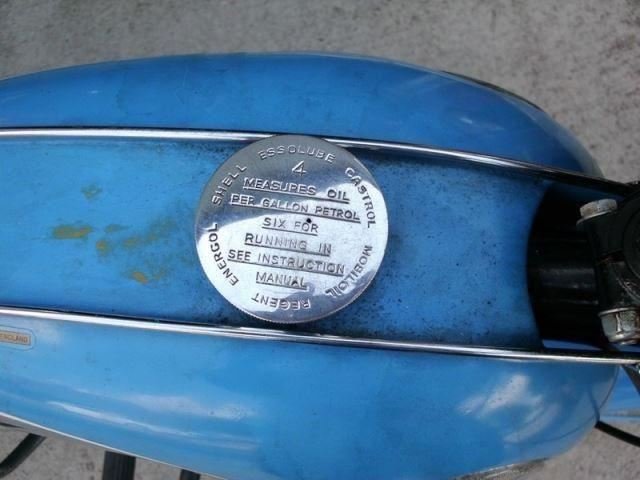 ENERGOL SHELL ESSOLUBE CASTROL MOBILOIL REGENT
4
MEASURES OIL
PER GALLON PETROL
SIX FOR
RUNNING IN
SEE INSTRUCTION
MANUAL
ENGLAND